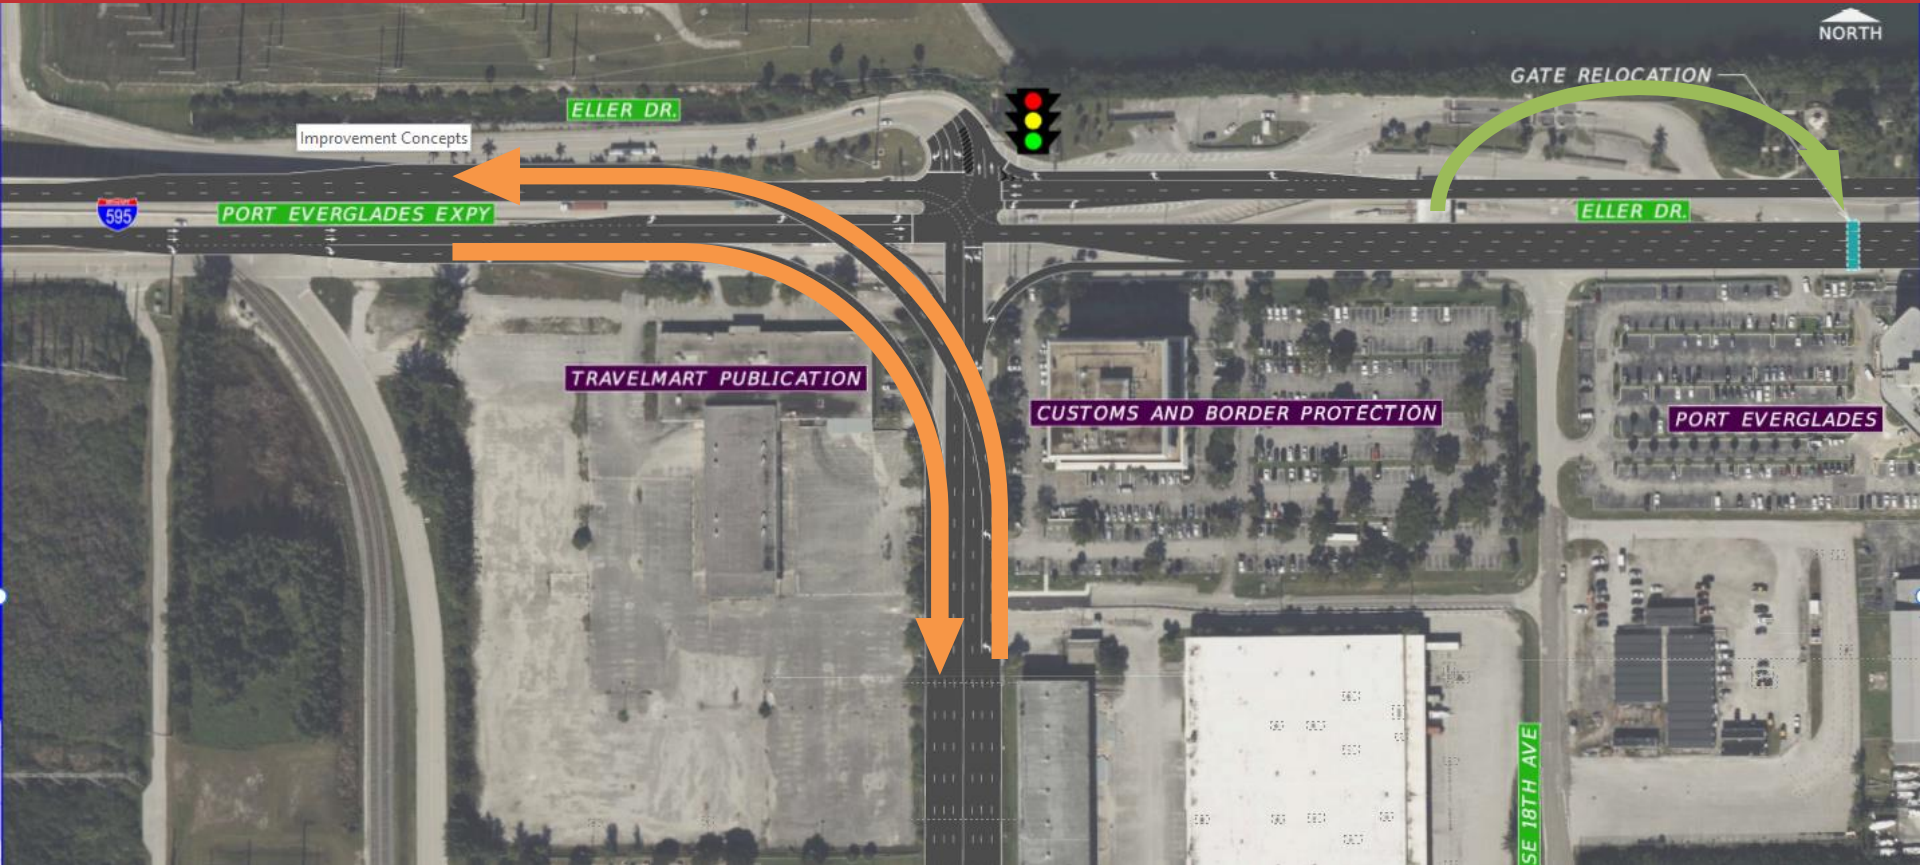 NORTH
GATE RELOCATION
ELLER DR.
Improvement Concepts
595
PORT EVERGLADES EXPY
ELLER DR.
TRAVELMART PUBLICATION
CUSTOMS AND BORDER PROTECTION
PORT EVERGLADES
SE 18TH AVE